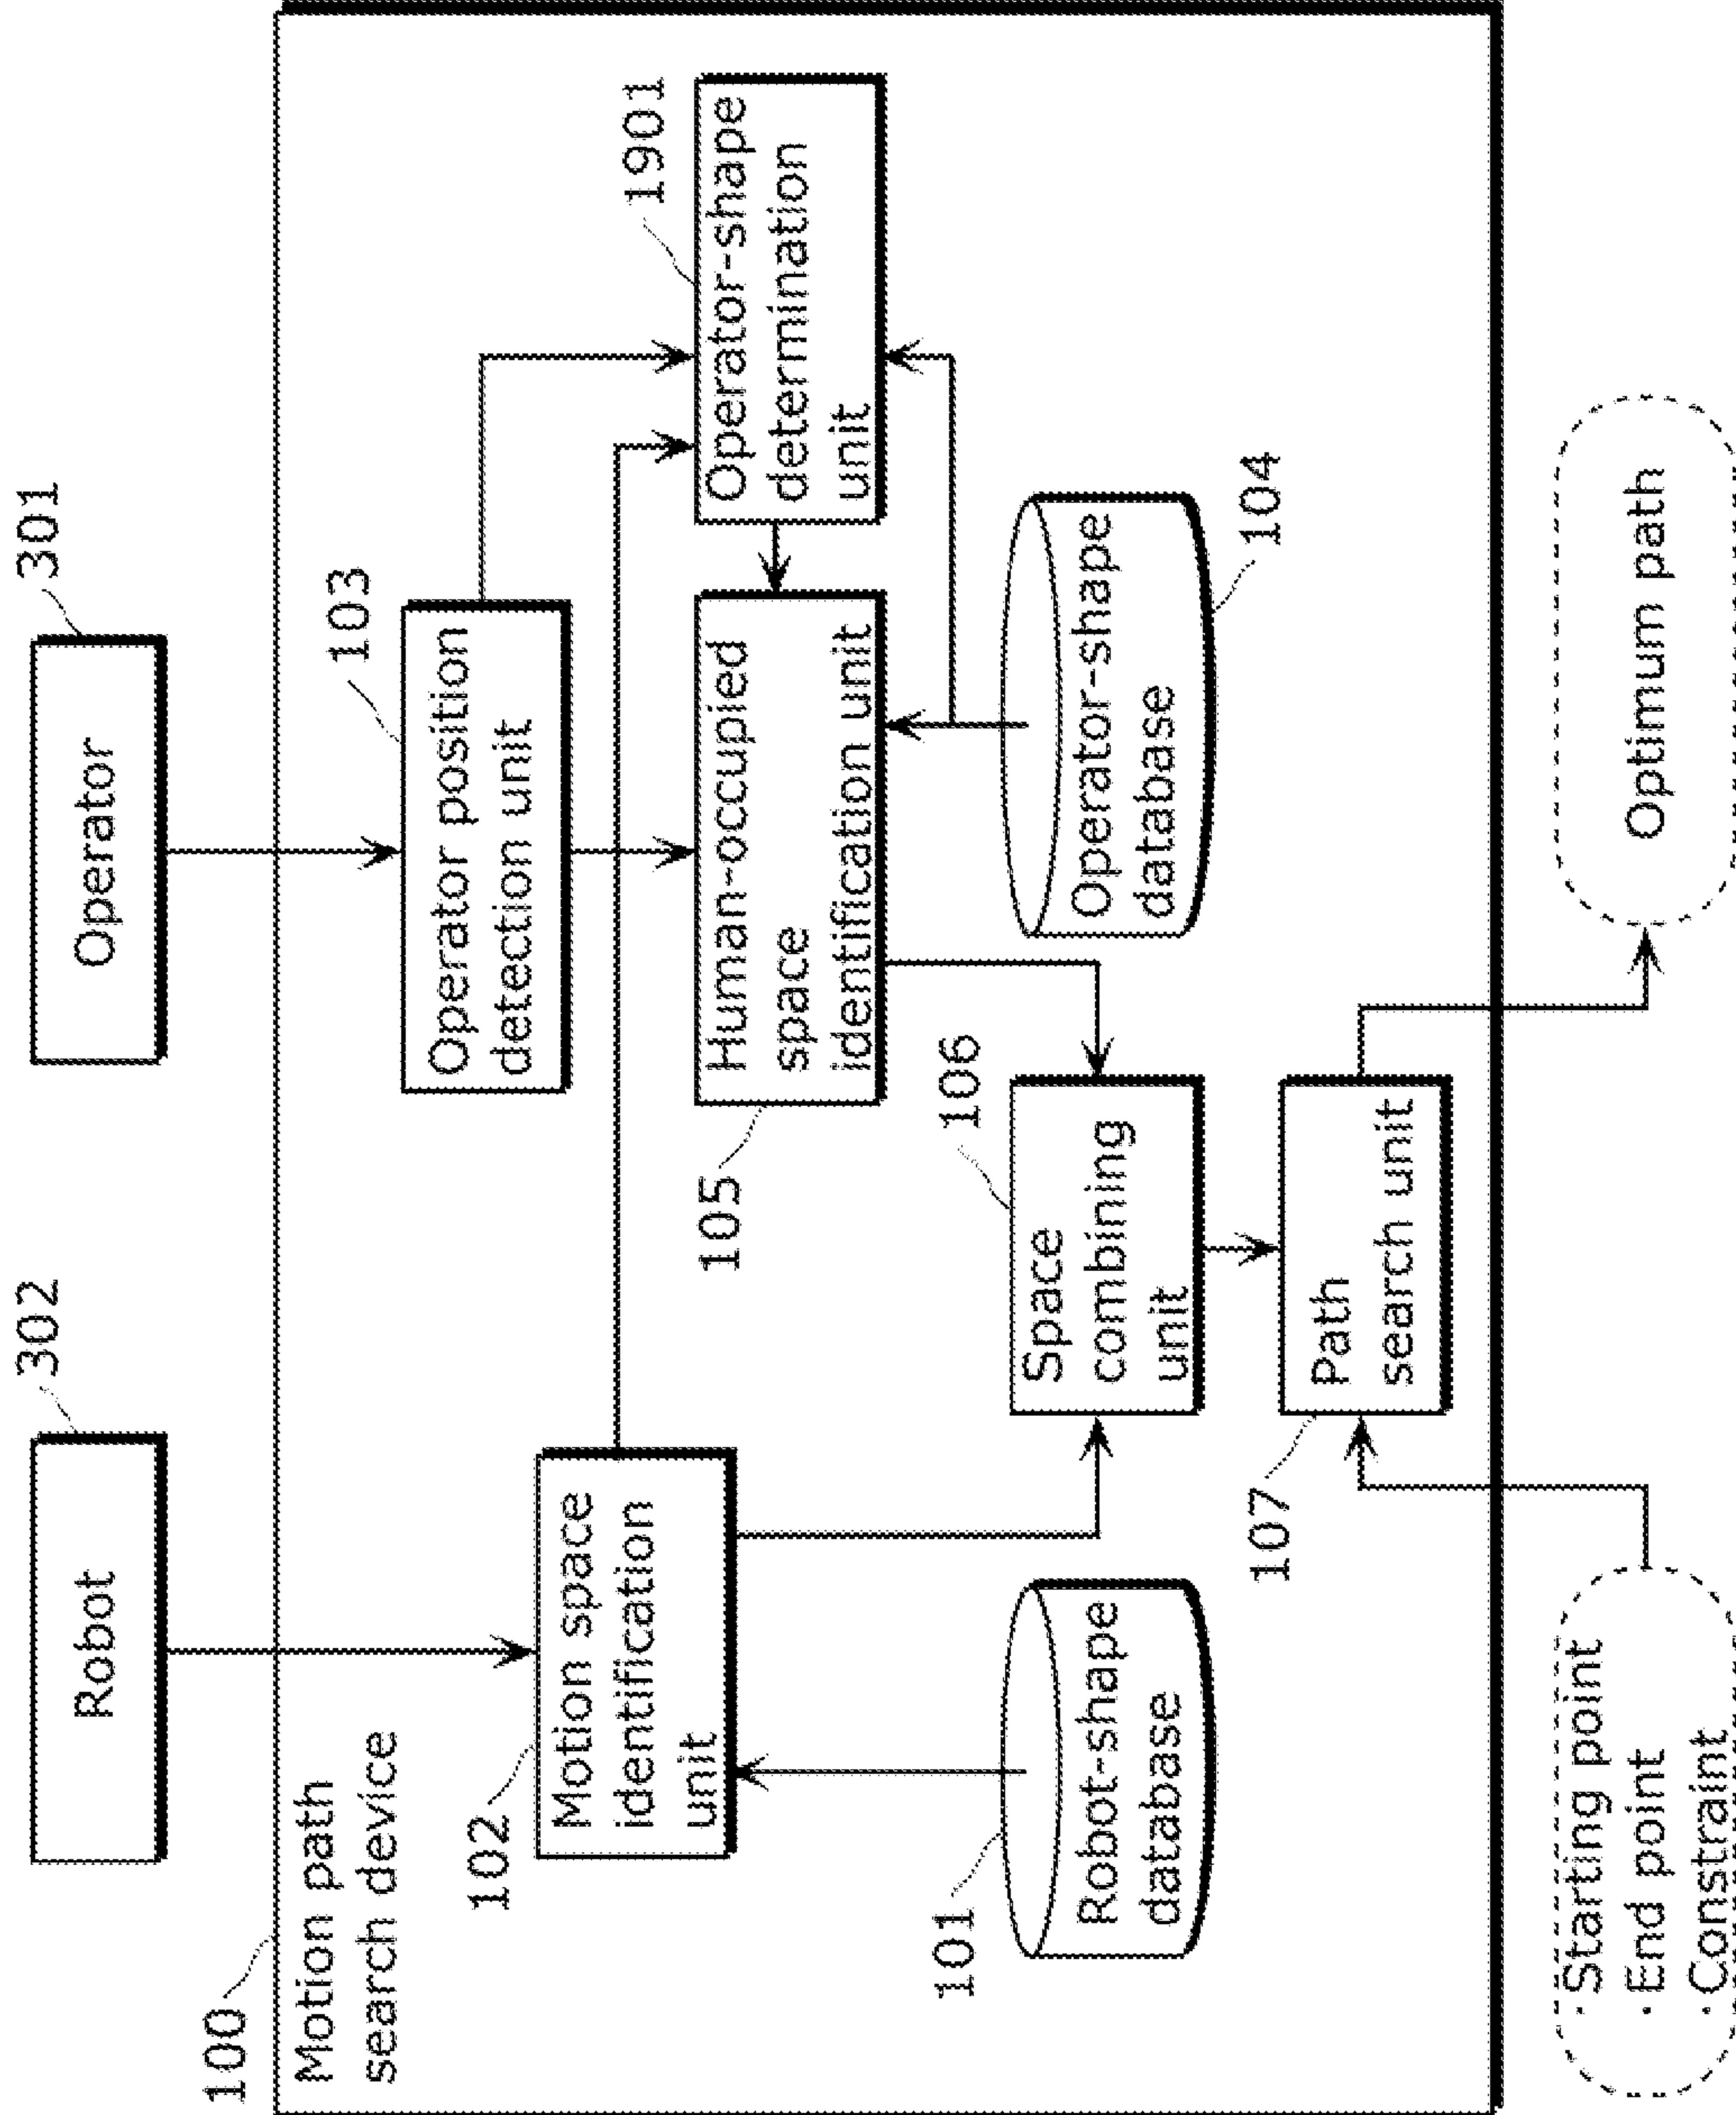 302
Robot
301
Operator
100
Motion path
search device
103
Operator position
detection unit
102
Motion space
identification
unit
105
Human-occupied
space
identification unit
1901
Operator-shape
determination
unit
101
Robot-shape
database
106
Space
combining
unit
104
Operator-shape
database
107
Path
search unit
· Starting point
· End point
· Constraint
Optimum path